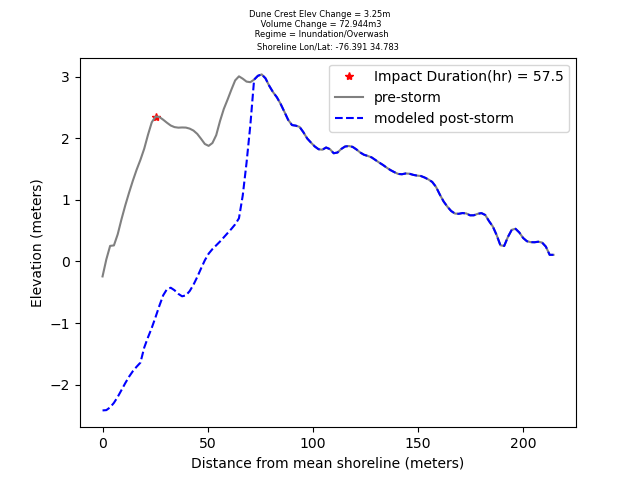 Dune Crest Elev Change = 3.25m
Volume Change = 72.944m3
Regime = Inundation/Overwash
Shoreline Lon/Lat: -76.391 34.783
Impact Duration(hr) = 57.5
pre-storm
modeled post-storm
3
2
1
0
−1
−2
Elevation (meters)
0 50 100 150 200
Distance from mean shoreline (meters)